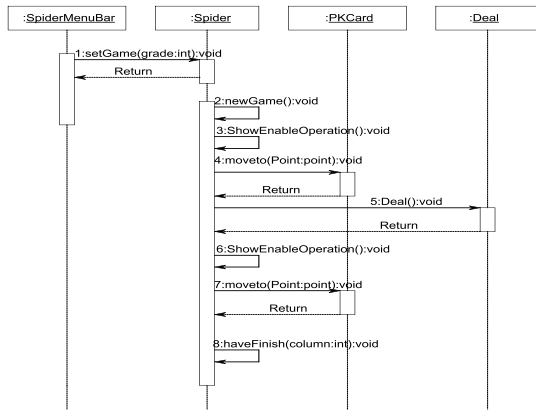 :SpiderMenuBar
:Spider
:PKCard
:Deal
1:setGame(grade:int):void
Return
2:newGame():void
3:ShowEnableOperation():void
4:moveto(Point:point):void
Return
5:Deal():void
Return
6:ShowEnableOperation():void
7:moveto(Point:point):void
Return
8:haveFinish(column:int):void